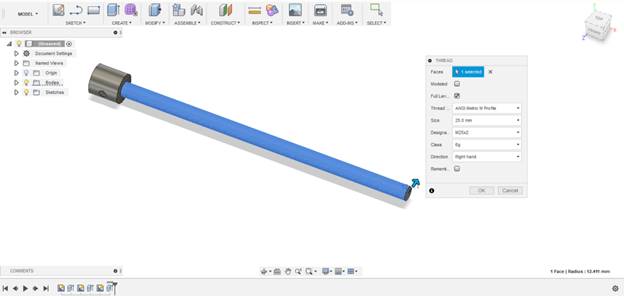 MODEL
SKETCH
CREATE
MODIFY
ASSEMBLE
CONSTRUCT
INSPECT
INSERT
MAKE
ADD-INS
SELECT
BROWSER
(Unsaved)
Document Settings
Named Views
Origin
Bodies
Sketches
TOP
THREAD
Faces 1 selected
Modeled
Full Len...
Thread ... ANSI Metric M Profile
Size 25.0 mm
Designa... M25x2
Class 6g
Direction Right hand
Rememb...
OK Cancel
COMMENTS
1 Face | Radius : 12.491 mm